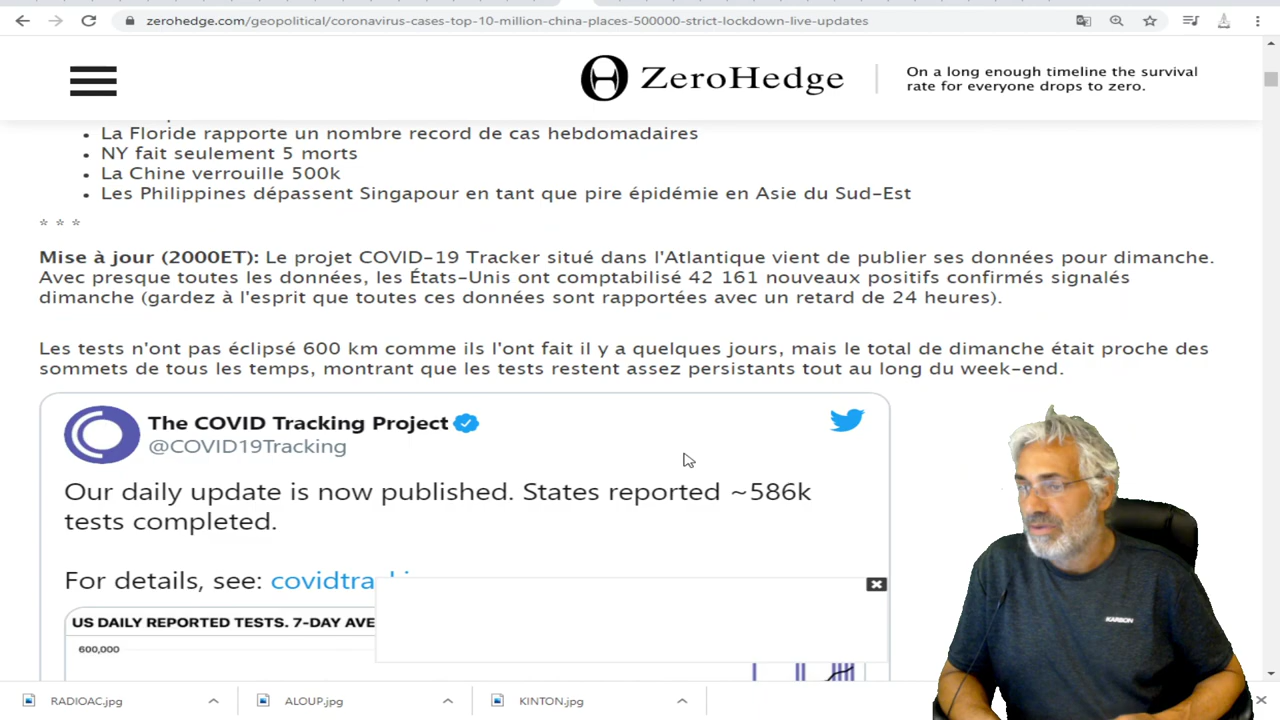 zerohedge.com/geopolitical/coronavirus-cases-top-10-million-china-places-500000-strict-lockdown-live-updates
ZeroHedge
On a long enough timeline the survival
rate for everyone drops to zero.
• La Floride rapporte un nombre record de cas hebdomadaires
• NY fait seulement 5 morts
• La Chine verrouille 500k
• Les Philippines dépassent Singapour en tant que pire épidémie en Asie du Sud-Est
* * *
Mise à jour (2000ET): Le projet COVID-19 Tracker situé dans l'Atlantique vient de publier ses données pour dimanche.
Avec presque toutes les données, les États-Unis ont comptabilisé 42 161 nouveaux positifs confirmés signalés
dimanche (gardez à l'esprit que toutes ces données sont rapportées avec un retard de 24 heures).
Les tests n'ont pas éclipsé 600 km comme ils l'ont fait il y a quelques jours, mais le total de dimanche était proche des
sommets de tous les temps, montrant que les tests restent assez persistants tout au long du week-end.
The COVID Tracking Project
@COVID19Tracking
Our daily update is now published. States reported ~586k
tests completed.
For details, see:
US DAILY REPORTED TESTS. 7-DAY AVE
600,000
KARBON
RADIOAC.jpg
ALOUP.jpg
KINTON.jpg